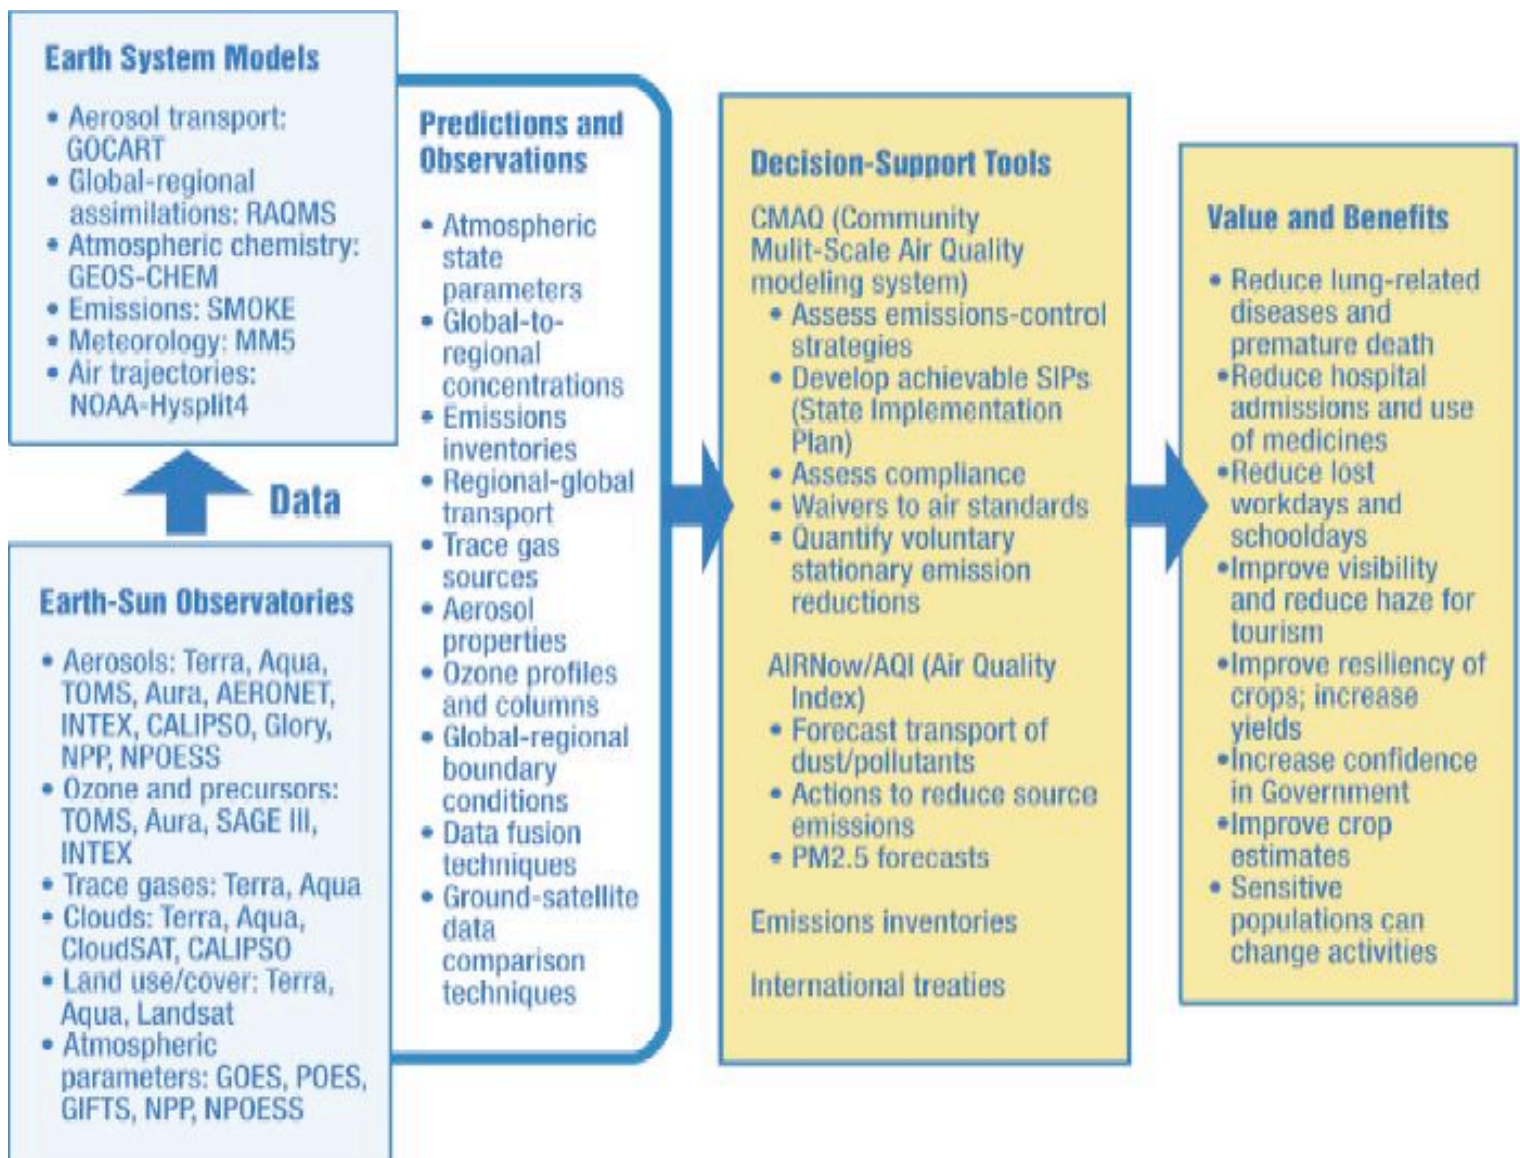 Earth System Models
• Aerosol transport:
GOCART
• Global-regional
assimilations: RAQMS
• Atmospheric chemistry:
GEOS-CHEM
• Emissions: SMOKE
• Meteorology: MM5
• Air trajectories:
NOAA-Hysplit4
Data
Earth-Sun Observatories
• Aerosols: Terra, Aqua,
TOMS, Aura, AERONET,
INTEX, CALIPSO, Glory,
NPP, NPOESS
• Ozone and precursors:
TOMS, Aura, SAGE III,
INTEX
• Trace gases: Terra, Aqua
• Clouds: Terra, Aqua,
CloudSAT, CALIPSO
• Land use/cover: Terra,
Aqua, Landsat
• Atmospheric
parameters: GOES, POES,
GIFTS, NPP, NPOESS
Predictions and
Observations
• Atmospheric
state
parameters
• Global-to-
regional
concentrations
• Emissions
inventories
• Regional-global
transport
• Trace gas
sources
• Aerosol
properties
• Ozone profiles
and columns
• Global-regional
boundary
conditions
• Data fusion
techniques
• Ground-satellite
data
comparison
techniques
Decision-Support Tools
CMAQ (Community
Mulit-Scale Air Quality
modeling system)
• Assess emissions-control
strategies
• Develop achievable SIPs
(State Implementation
Plan)
• Assess compliance
• Waivers to air standards
• Quantify voluntary
stationary emission
reductions
AIRNow/AQI (Air Quality
Index)
• Forecast transport of
dust/pollutants
• Actions to reduce source
emissions
• PM2.5 forecasts
Emissions inventories
International treaties
Value and Benefits
• Reduce lung-related
diseases and
premature death
•Reduce hospital
admissions and use
of medicines
•Reduce lost
workdays and
schooldays
•Improve visibility
and reduce haze for
tourism
•Improve resiliency of
crops; increase
yields
•Increase confidence
in Government
•Improve crop
estimates
• Sensitive
populations can
change activities